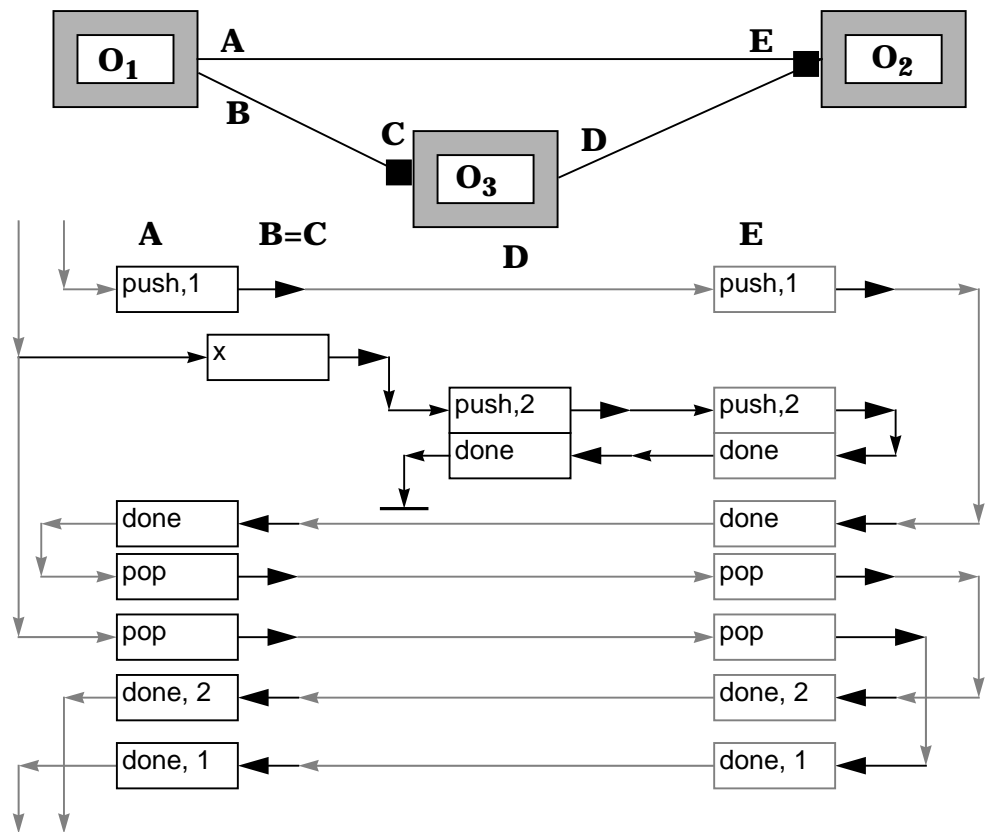 A E
O1 O2
B
C D
O3
A B=C E
D
push,1 push,1
x
push,2 push,2
done done
done done
pop pop
pop pop
done, 2 done, 2
done, 1 done, 1